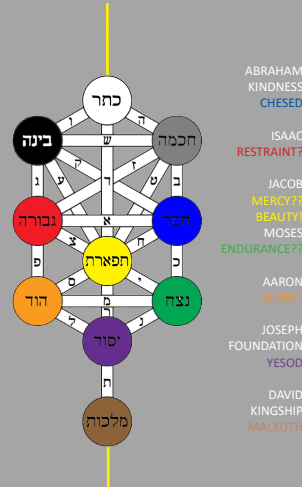 כתר
ו
ה
ש
בינה
חכמה
ק
ז
ג
ע
ד
ט
ב
א
גבורה
חסד
צ
ח
תפארת
פ
כ
ס
י
הוד
מ
נצח
ר
ל
נ
יסוד
ת
מלכות
ABRAHAM
KINDNESS
CHESED
ISAAC
RESTRAINT?
JACOB
MERCY??
BEAUTY!
MOSES
ENDURANCE??
AARON
JOSEPH
FOUNDATION
YESOD
DAVID
KINGSHIP
MALKUTH